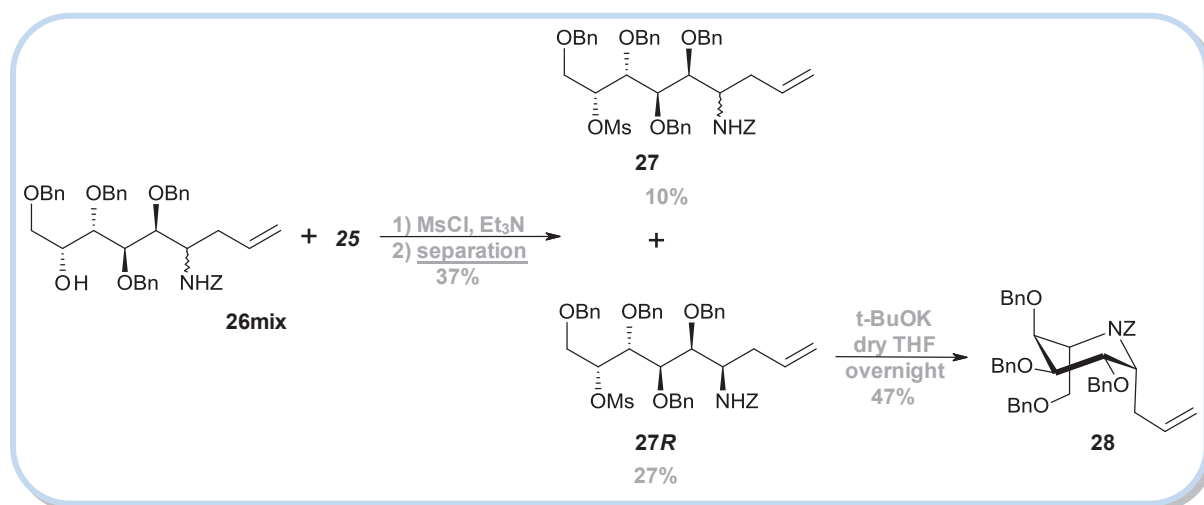 OBn OBn OBn
OMs OBn NHZ
27
10%
OBn OBn OBn
OH OBn NHZ
26mix
+ 25
1) MsCl, Et3N
2) separation
37%
+
OBn OBn OBn
OMs OBn NHZ
27R
27%
t-BuOK
dry THF
overnight
47%
BnO
NZ
BnO
BnO
BnO
28